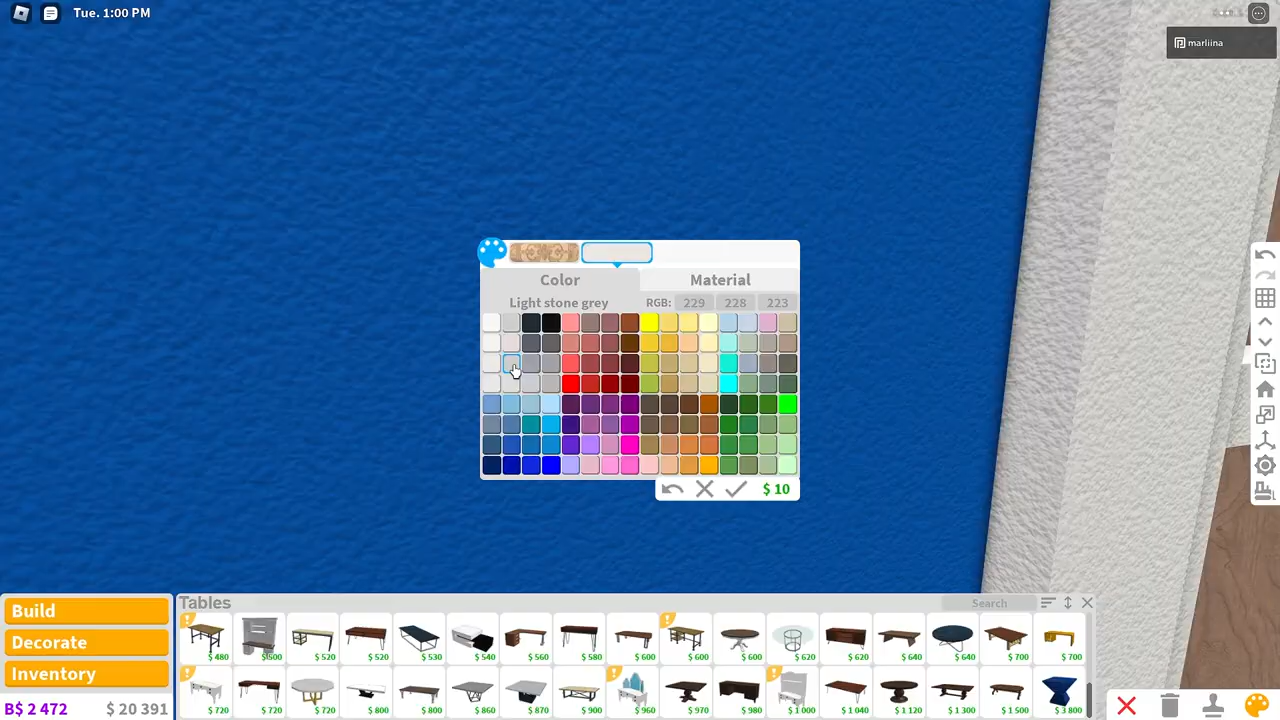 Tue. 1:00 PM
marliina
Color
Material
Light stone grey
RGB: 229 228 223
$ 10
Build
Decorate
Inventory
B$ 2 472
$ 20 391
Tables
Search
$ 480
$ 500
$ 520
$ 520
$ 530
$ 540
$ 560
$ 580
$ 600
$ 600
$ 600
$ 620
$ 620
$ 640
$ 640
$ 700
$ 700
$ 720
$ 720
$ 720
$ 800
$ 800
$ 860
$ 870
$ 900
$ 960
$ 970
$ 980
$ 1 000
$ 1 040
$ 1 120
$ 1 300
$ 1 500
$ 3 800